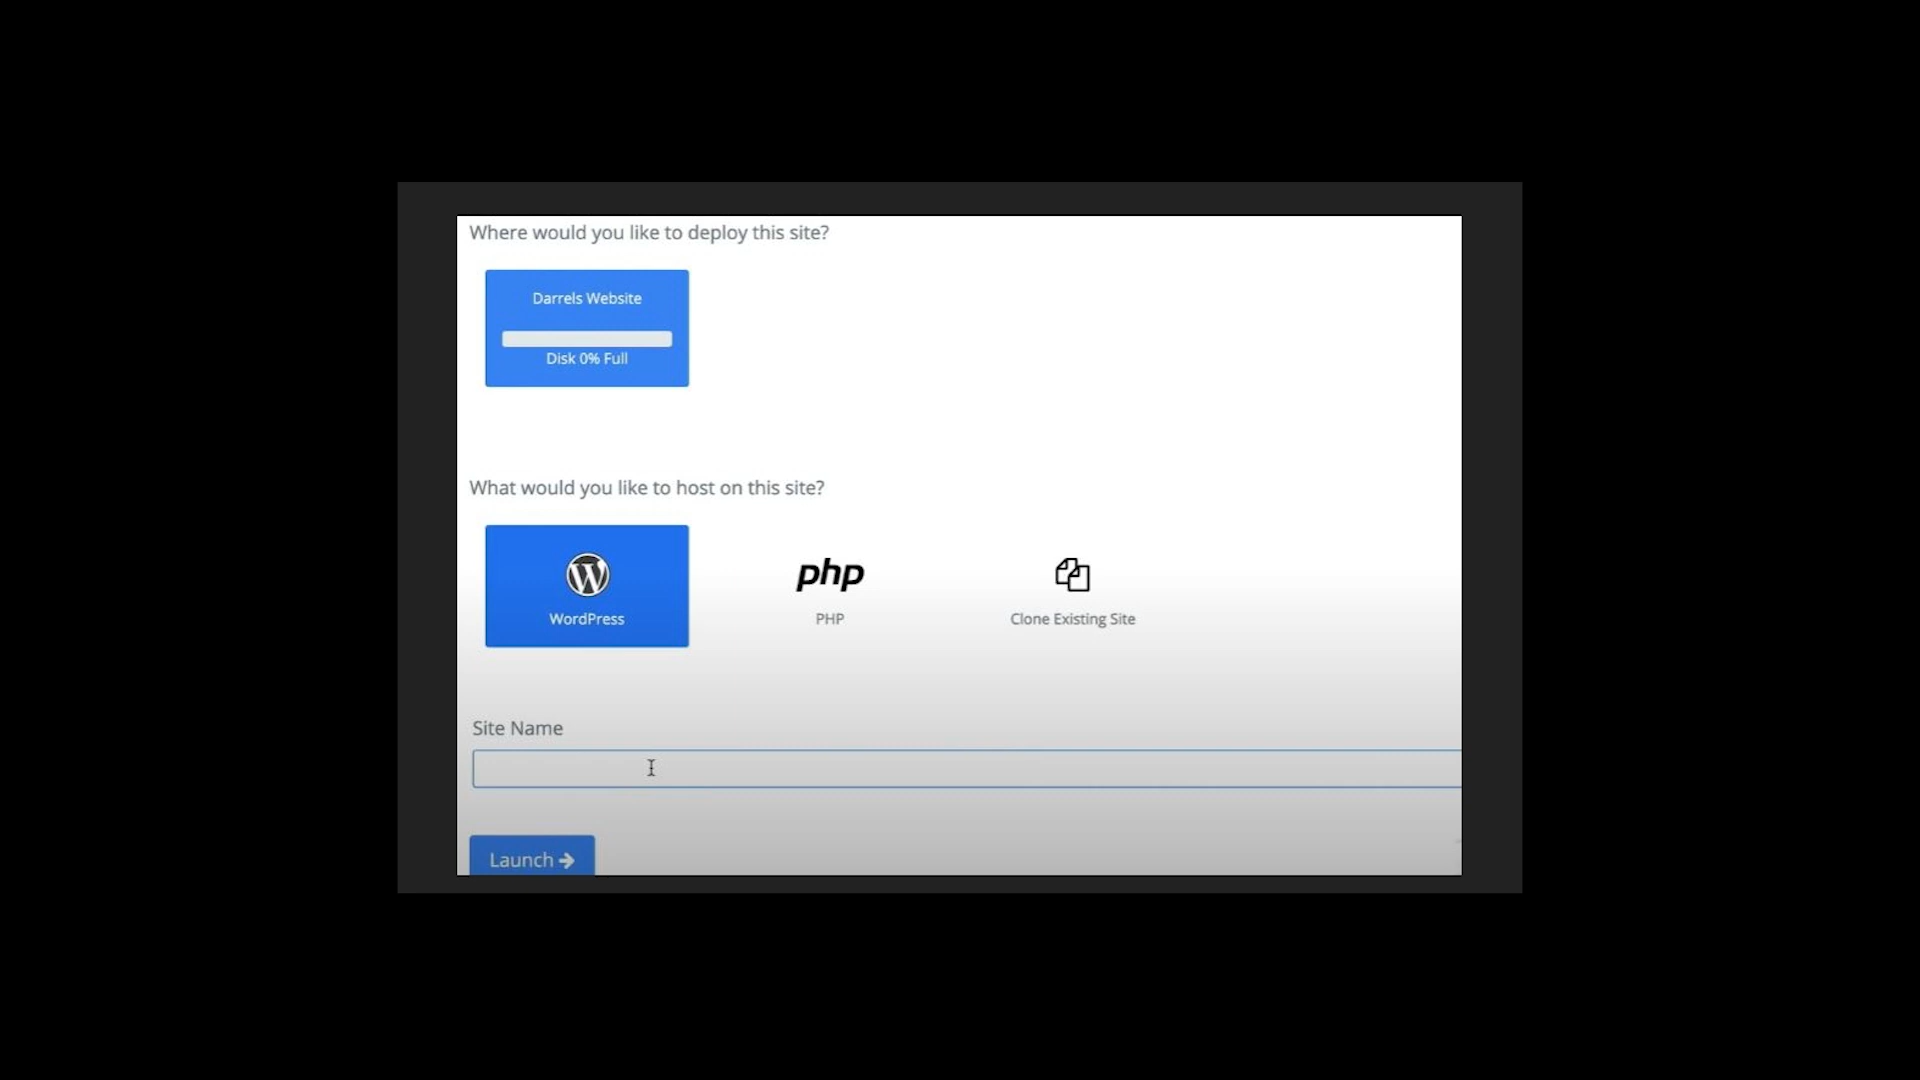 Where would you like to deploy this site?
Darrels Website
Disk 0% Full
What would you like to host on this site?
php
WordPress
PHP
Clone Existing Site
Site Name
Launch